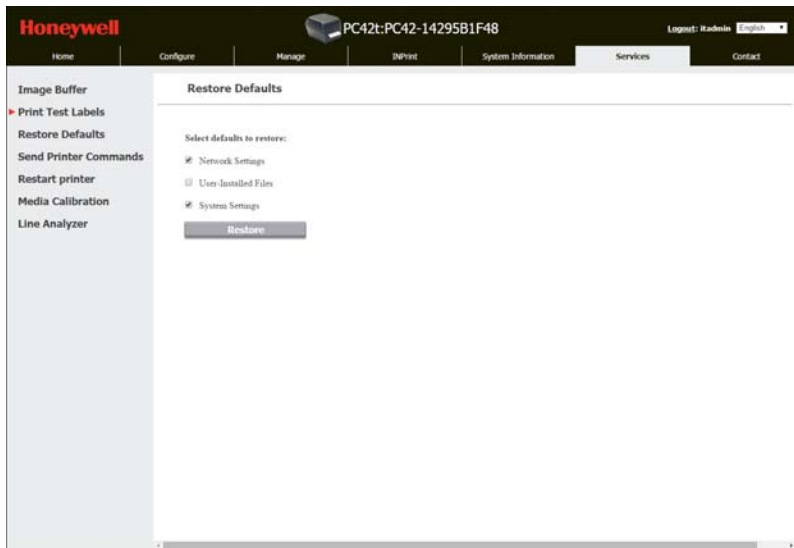 Honeywell
PC42t:PC42-14295B1F48
Logout: itadmin English
Home Configure Manage INPrint System Information Services Contact
Image Buffer
Print Test Labels
Restore Defaults
Send Printer Commands
Restart printer
Media Calibration
Line Analyzer
Restore Defaults
Select defaults to restore:
Network Settings
User-Installed Files
System Settings
Restore